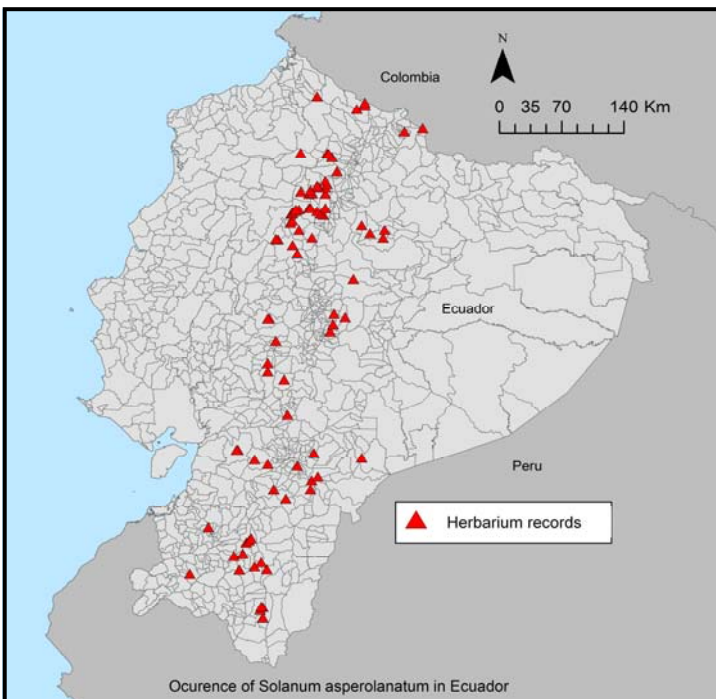 N
Colombia
0 35 70 140 Km
Ecuador
Peru
Herbarium records
Ocurence of Solanum asperolanatum in Ecuador